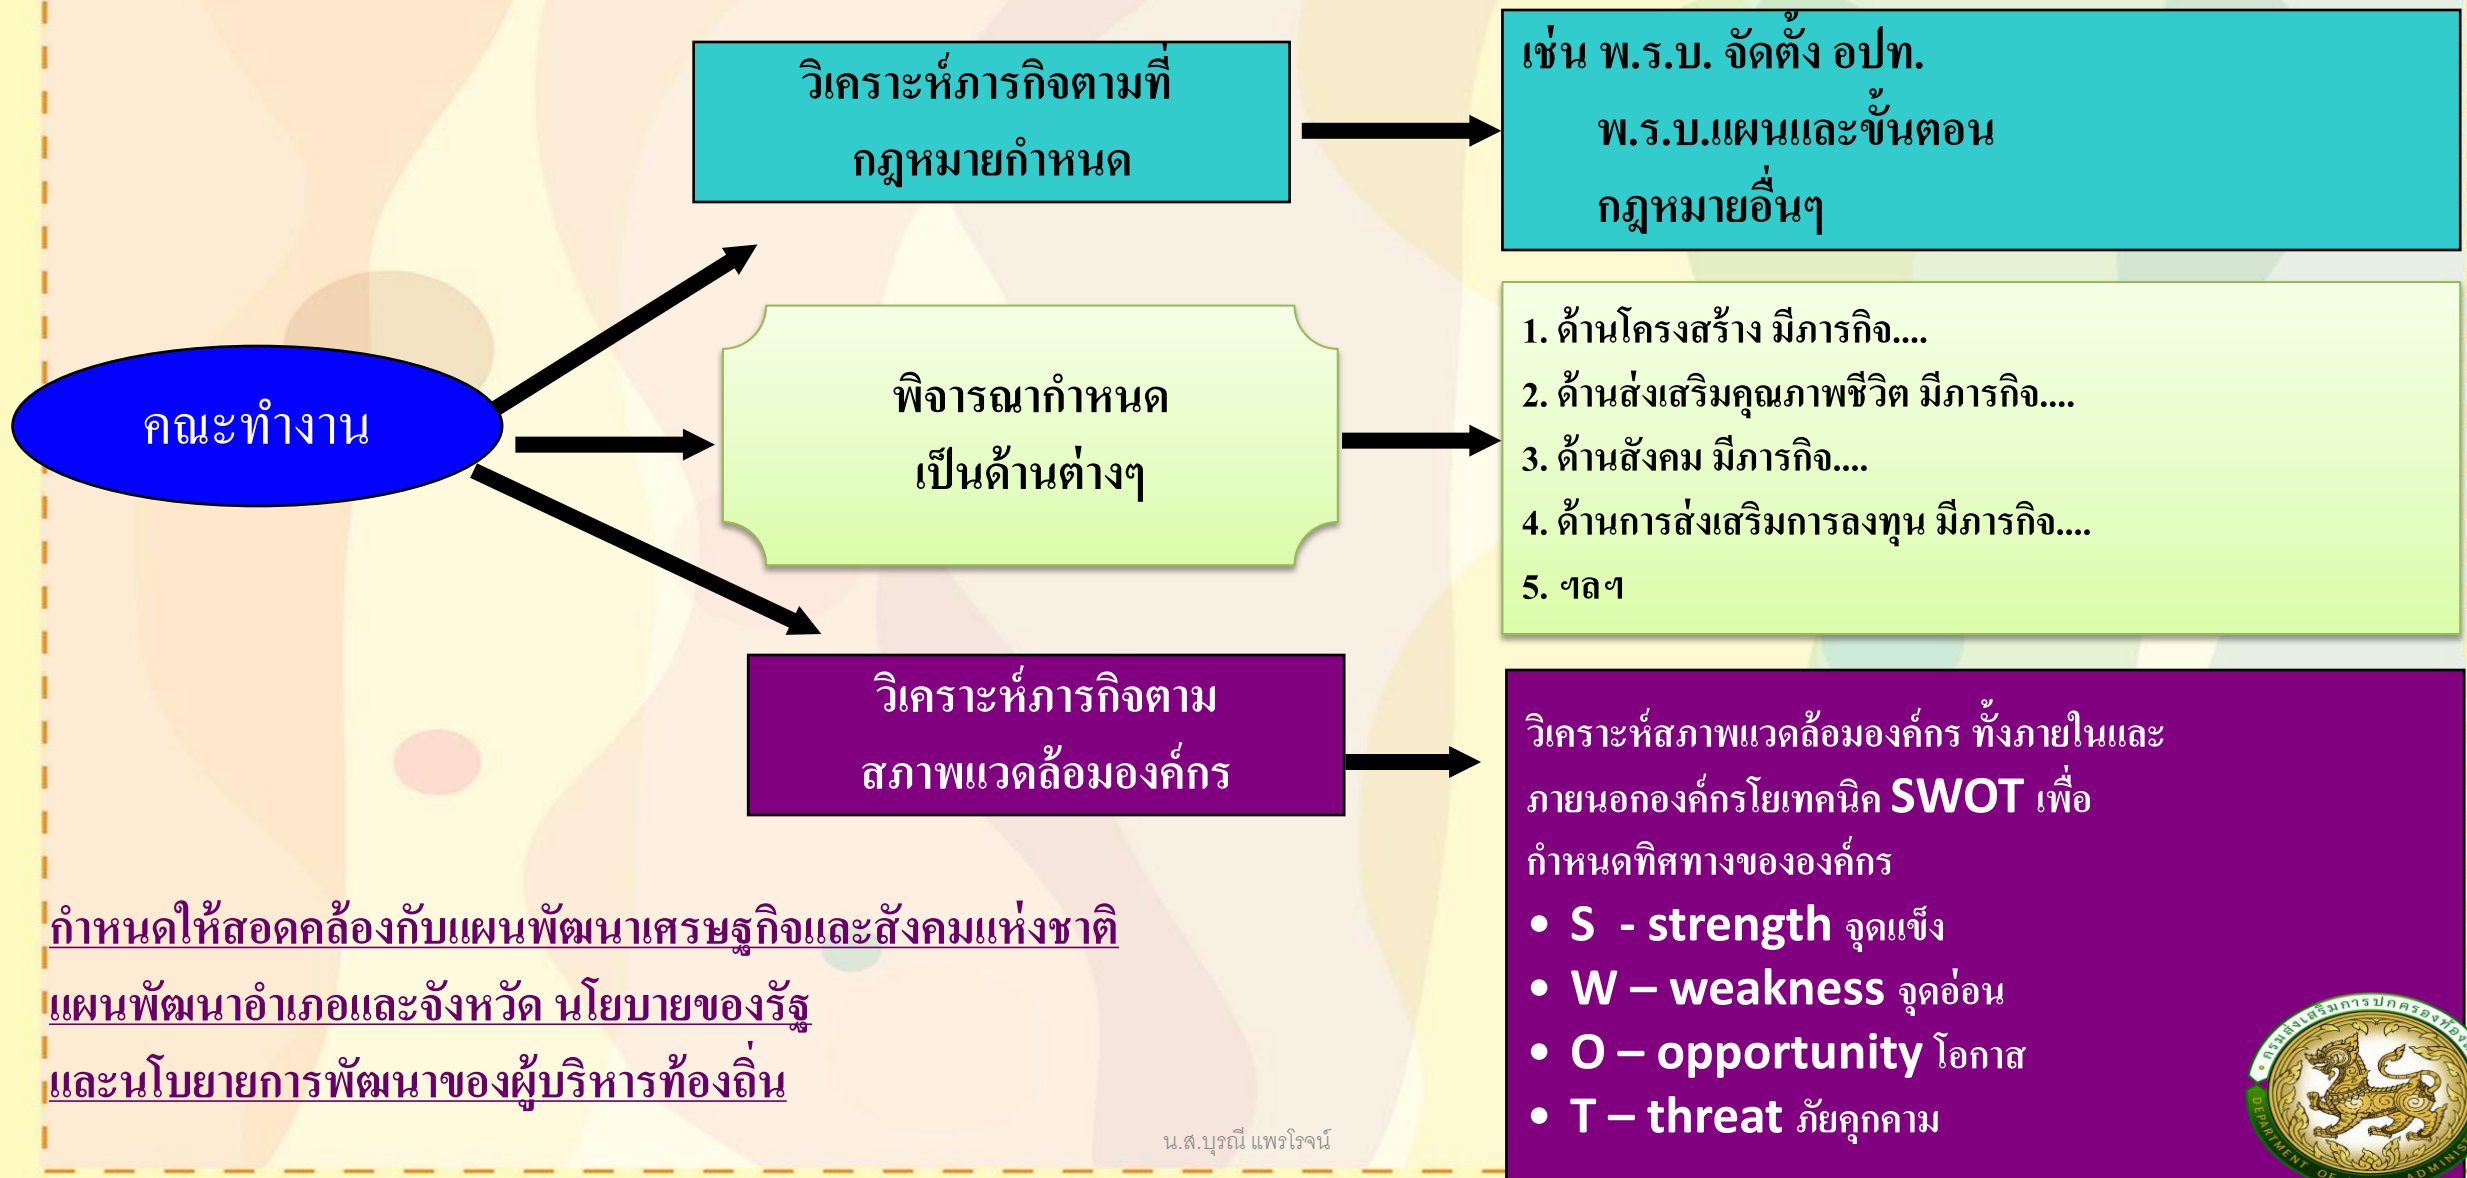 วิเคราะห์ภารกิจตามที่
กฎหมายกำหนด
เช่น พ.ร.บ. จัดตั้ง อปท.
พ.ร.บ.แผนและขั้นตอน
กฎหมายอื่นๆ
คณะทำงาน
พิจารณากำหนด
เป็นด้านต่างๆ
1. ด้านโครงสร้าง มีภารกิจ....
2. ด้านส่งเสริมคุณภาพชีวิต มีภารกิจ....
3. ด้านสังคม มีภารกิจ....
4. ด้านการส่งเสริมการลงทุน มีภารกิจ....
5. ฯลฯ
วิเคราะห์ภารกิจตาม
สภาพแวดล้อมองค์กร
วิเคราะห์สภาพแวดล้อมองค์กร ทั้งภายในและ
ภายนอกองค์กรโยเทคนิค SWOT เพื่อ
กำหนดทิศทางขององค์กร
• S - strength จุดแข็ง
• W – weakness จุดอ่อน
• O – opportunity โอกาส
• T – threat ภัยคุกคาม
กำหนดให้สอดคล้องกับแผนพัฒนาเศรษฐกิจและสังคมแห่งชาติ
แผนพัฒนาอำเภอและจังหวัด นโยบายของรัฐ
และนโบยายการพัฒนาของผู้บริหารท้องถิ่น
น.ส.บุรณี แพรโรจน์
กรมส่งเสริมการปกครอง
DEPARTMENT OF